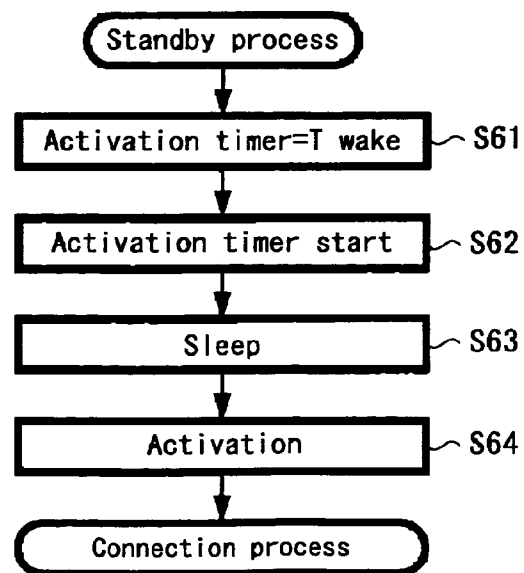 Standby process
Activation timer=T wake S61
Activation timer start S62
Sleep S63
Activation S64
Connection process